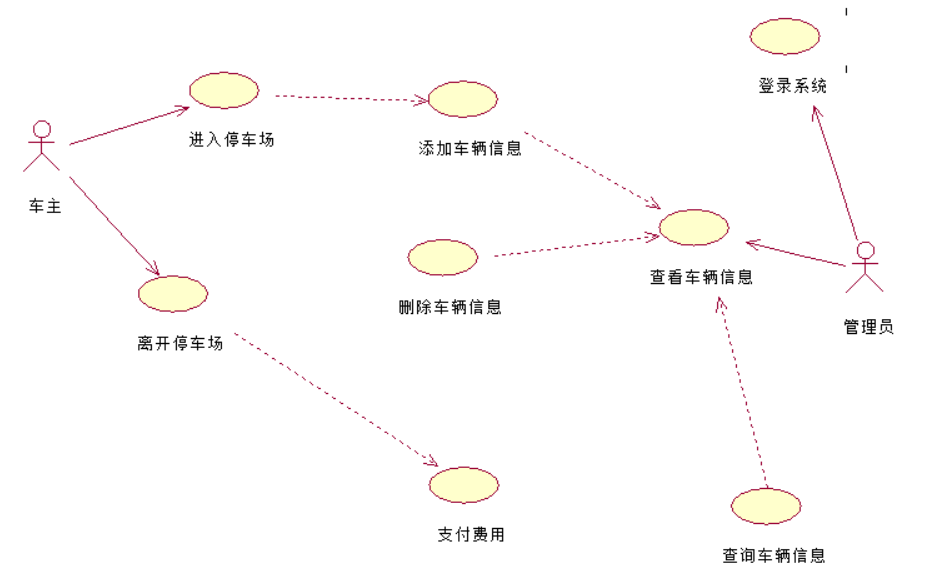 登录系统
进入停车场
添加车辆信息
车主
查看车辆信息
删除车辆信息
管理员
离开停车场
支付费用
查询车辆信息